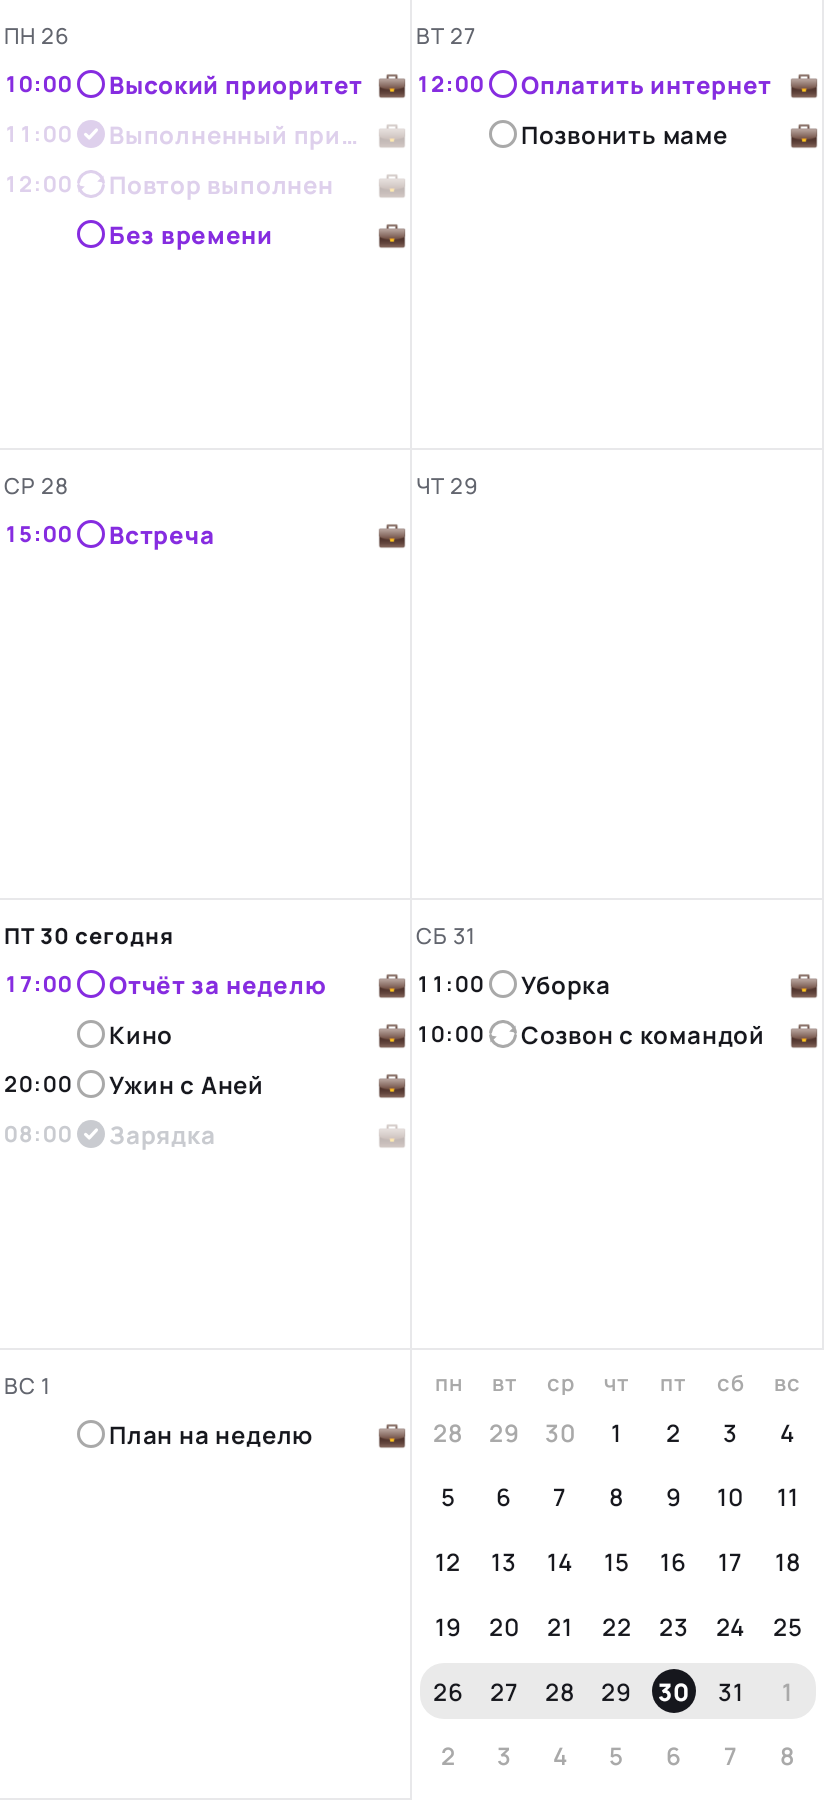 ПН 26
10:00 Высокий приоритет
11:00 Выполненный при...
12:00 Повтор выполнен
Без времени
ВТ 27
12:00 Оплатить интернет
Позвонить маме
СР 28
15:00 Встреча
ЧТ 29
ПТ 30 сегодня
17:00 Отчёт за неделю
Кино
20:00 Ужин с Аней
08:00 Зарядка
СБ 31
11:00 Уборка
10:00 Созвон с командой
ВС 1
План на неделю
пн вт ср чт пт сб вс
28 29 30 1 2 3 4
5 6 7 8 9 10 11
12 13 14 15 16 17 18
19 20 21 22 23 24 25
26 27 28 29 30 31 1
2 3 4 5 6 7 8